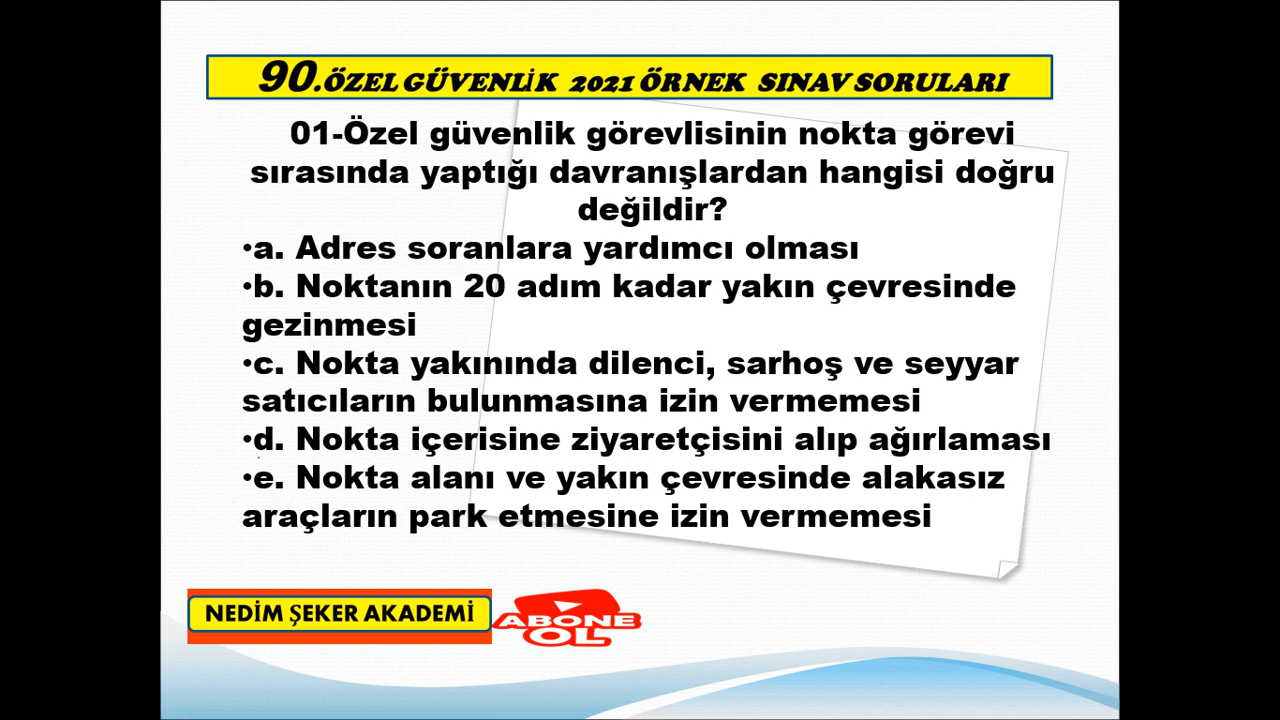 90.ÖZEL GÜVENLİK 2021 ÖRNEK SINAV SORULARI
01-Özel güvenlik görevlisinin nokta görevi
sırasında yaptığı davranışlardan hangisi doğru
değildir?
•a. Adres soranlara yardımcı olması
•b. Noktanın 20 adım kadar yakın çevresinde
gezinmesi
•c. Nokta yakınında dilenci, sarhoş ve seyyar
satıcıların bulunmasına izin vermemesi
•d. Nokta içerisine ziyaretçisini alıp ağırlaması
•e. Nokta alanı ve yakın çevresinde alakasız
araçların park etmesine izin vermemesi
NEDİM ŞEKER AKADEMİ
ABONE
OL